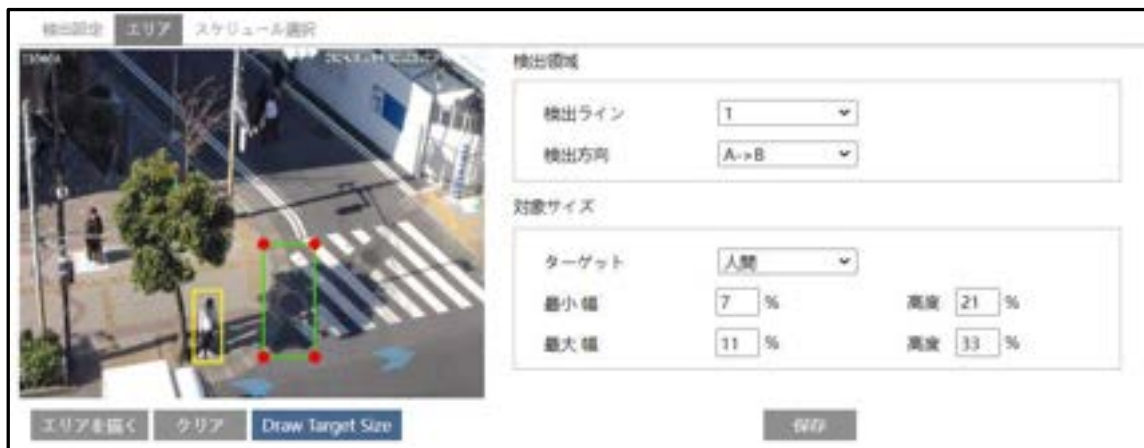 検出設定 エリア スケジュール選択
検出領域
検出ライン 1
検出方向 A->B
対象サイズ
ターゲット 人間
最小 幅 7 % 高度 21 %
最大 幅 11 % 高度 33 %
エリアを描く クリア Draw Target Size 保存